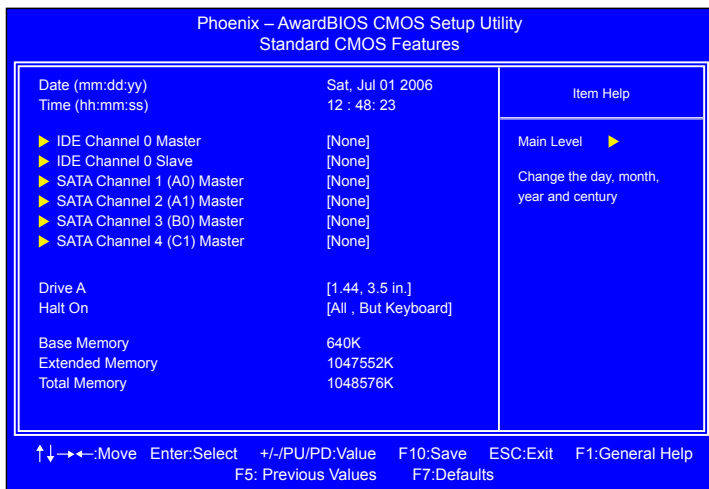 Phoenix – AwardBIOS CMOS Setup Utility
Standard CMOS Features
Date (mm:dd:yy) Sat, Jul 01 2006
Time (hh:mm:ss) 12 : 48: 23
▶ IDE Channel 0 Master [None]
▶ IDE Channel 0 Slave [None]
▶ SATA Channel 1 (A0) Master [None]
▶ SATA Channel 2 (A1) Master [None]
▶ SATA Channel 3 (B0) Master [None]
▶ SATA Channel 4 (C1) Master [None]
Drive A [1.44, 3.5 in.]
Halt On [All , But Keyboard]
Base Memory 640K
Extended Memory 1047552K
Total Memory 1048576K
Item Help
Main Level ▶
Change the day, month,
year and century
↑↓→←:Move Enter:Select +/-/PU/PD:Value F10:Save ESC:Exit F1:General Help
F5: Previous Values F7:Defaults